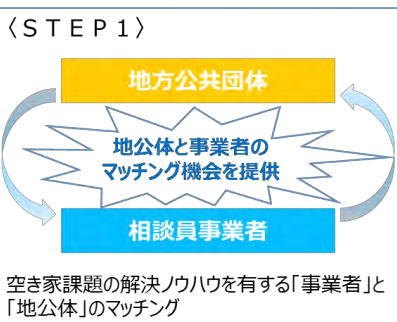 〈ＳＴＥＰ１〉
地方公共団体
地公体と事業者の
マッチング機会を提供
相談員事業者
空き家課題の解決ノウハウを有する「事業者」と
「地公体」のマッチング